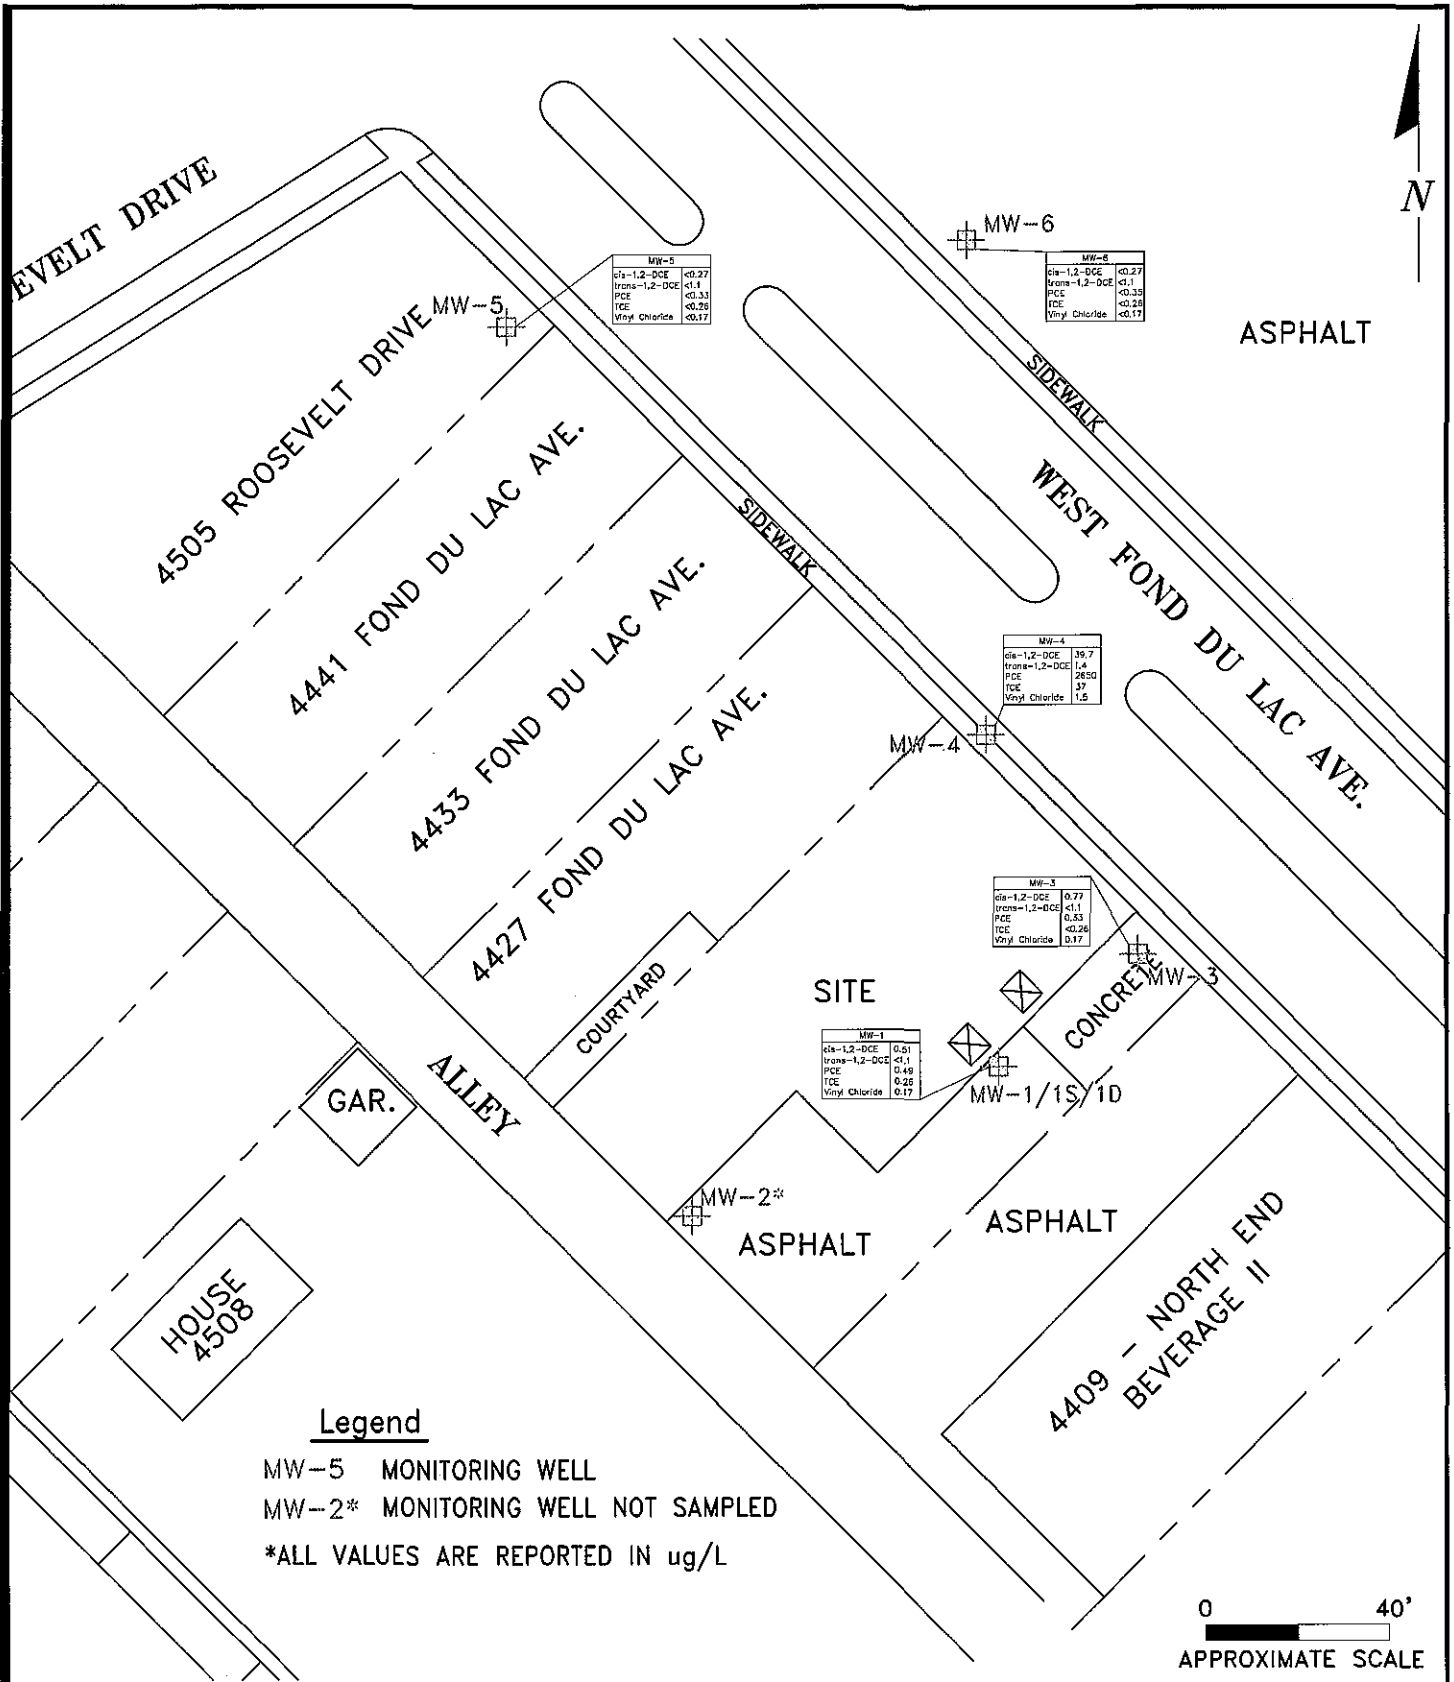 N
EVELT DRIVE
MW-6
MW-6
cis-1,2-DCE <0.27
trans-1,2-DCE <1.1
PCE <0.33
TCE <0.26
Vinyl Chloride <0.17
ASPHALT
MW-5
MW-5
cis-1,2-DCE <0.27
trans-1,2-DCE <1.1
PCE <0.33
TCE <0.26
Vinyl Chloride <0.17
SIDEWALK
WEST FOND DU LAC AVE.
4505 ROOSEVELT DRIVE
4441 FOND DU LAC AVE.
SIDEWALK
4433 FOND DU LAC AVE.
4427 FOND DU LAC AVE.
MW-4
cis-1,2-DCE 39.7
trans-1,2-DCE 1.4
PCE 2650
TCE 37
Vinyl Chloride 1.5
MW-4
MW-3
cis-1,2-DCE 0.77
trans-1,2-DCE <1.1
PCE 0.33
TCE <0.26
Vinyl Chloride 0.17
MW-3
CONCRETE
SITE
COURTYARD
MW-1
cis-1,2-DCE 0.51
trans-1,2-DCE <1.1
PCE 0.49
TCE 0.26
Vinyl Chloride 0.17
MW-1/1S/1D
ALLEY
GAR.
MW-2*
ASPHALT
ASPHALT
4409 - NORTH END
BEVERAGE II
HOUSE
4508
Legend
MW-5 MONITORING WELL
MW-2* MONITORING WELL NOT SAMPLED
*ALL VALUES ARE REPORTED IN ug/L
0 40'
APPROXIMATE SCALE